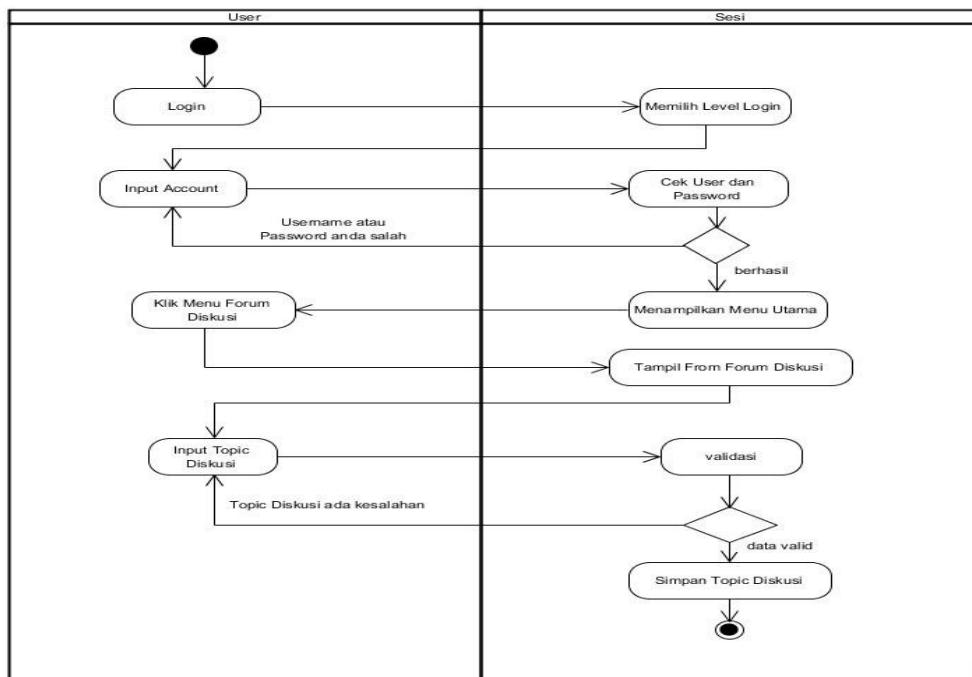 User
Sesi
Login
Memilih Level Login
Input Account
Cek User dan
Password
Username atau
Password anda salah
berhasil
Klik Menu Forum
Diskusi
Menampilkan Menu Utama
Tampil From Forum Diskusi
Input Topic
Diskusi
validasi
Topic Diskusi ada kesalahan
data valid
Simpan Topic Diskusi